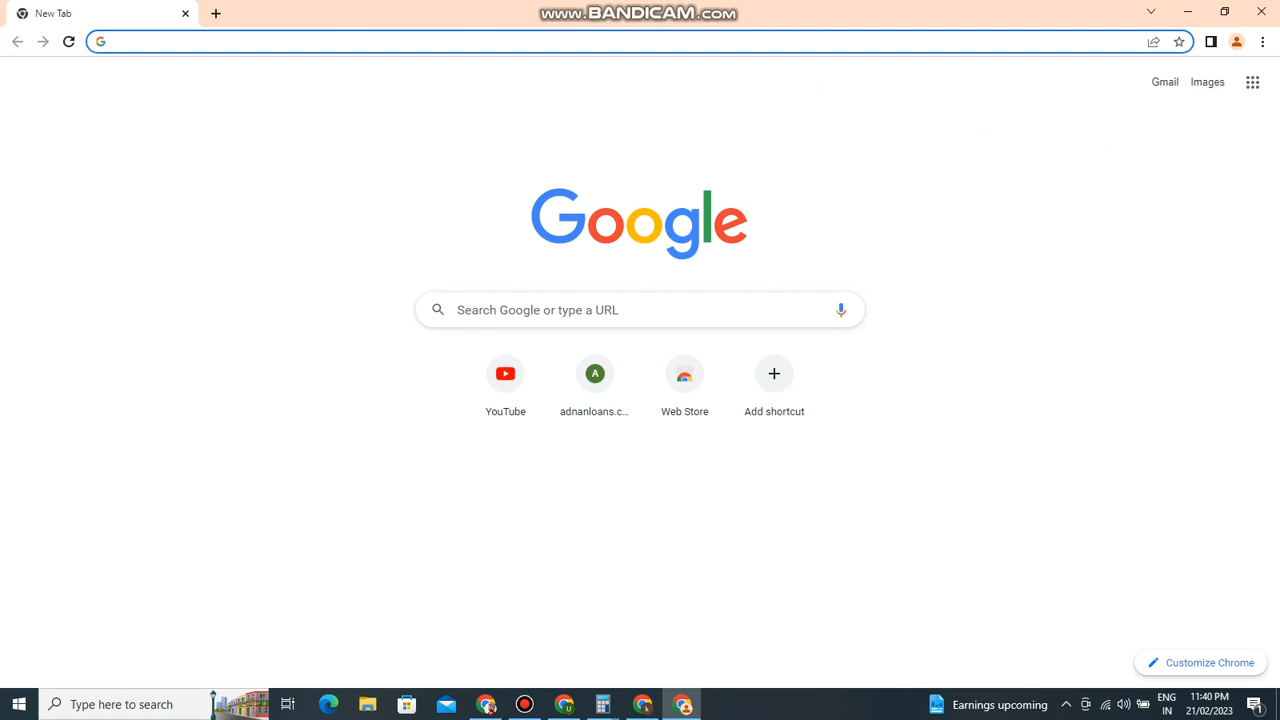 New Tab
www.BANDICAM.com
Gmail Images
Google
Search Google or type a URL
YouTube
adnanloans.c...
Web Store
Add shortcut
Customize Chrome
Type here to search
Earnings upcoming
ENG
IN
11:40 PM
21/02/2023